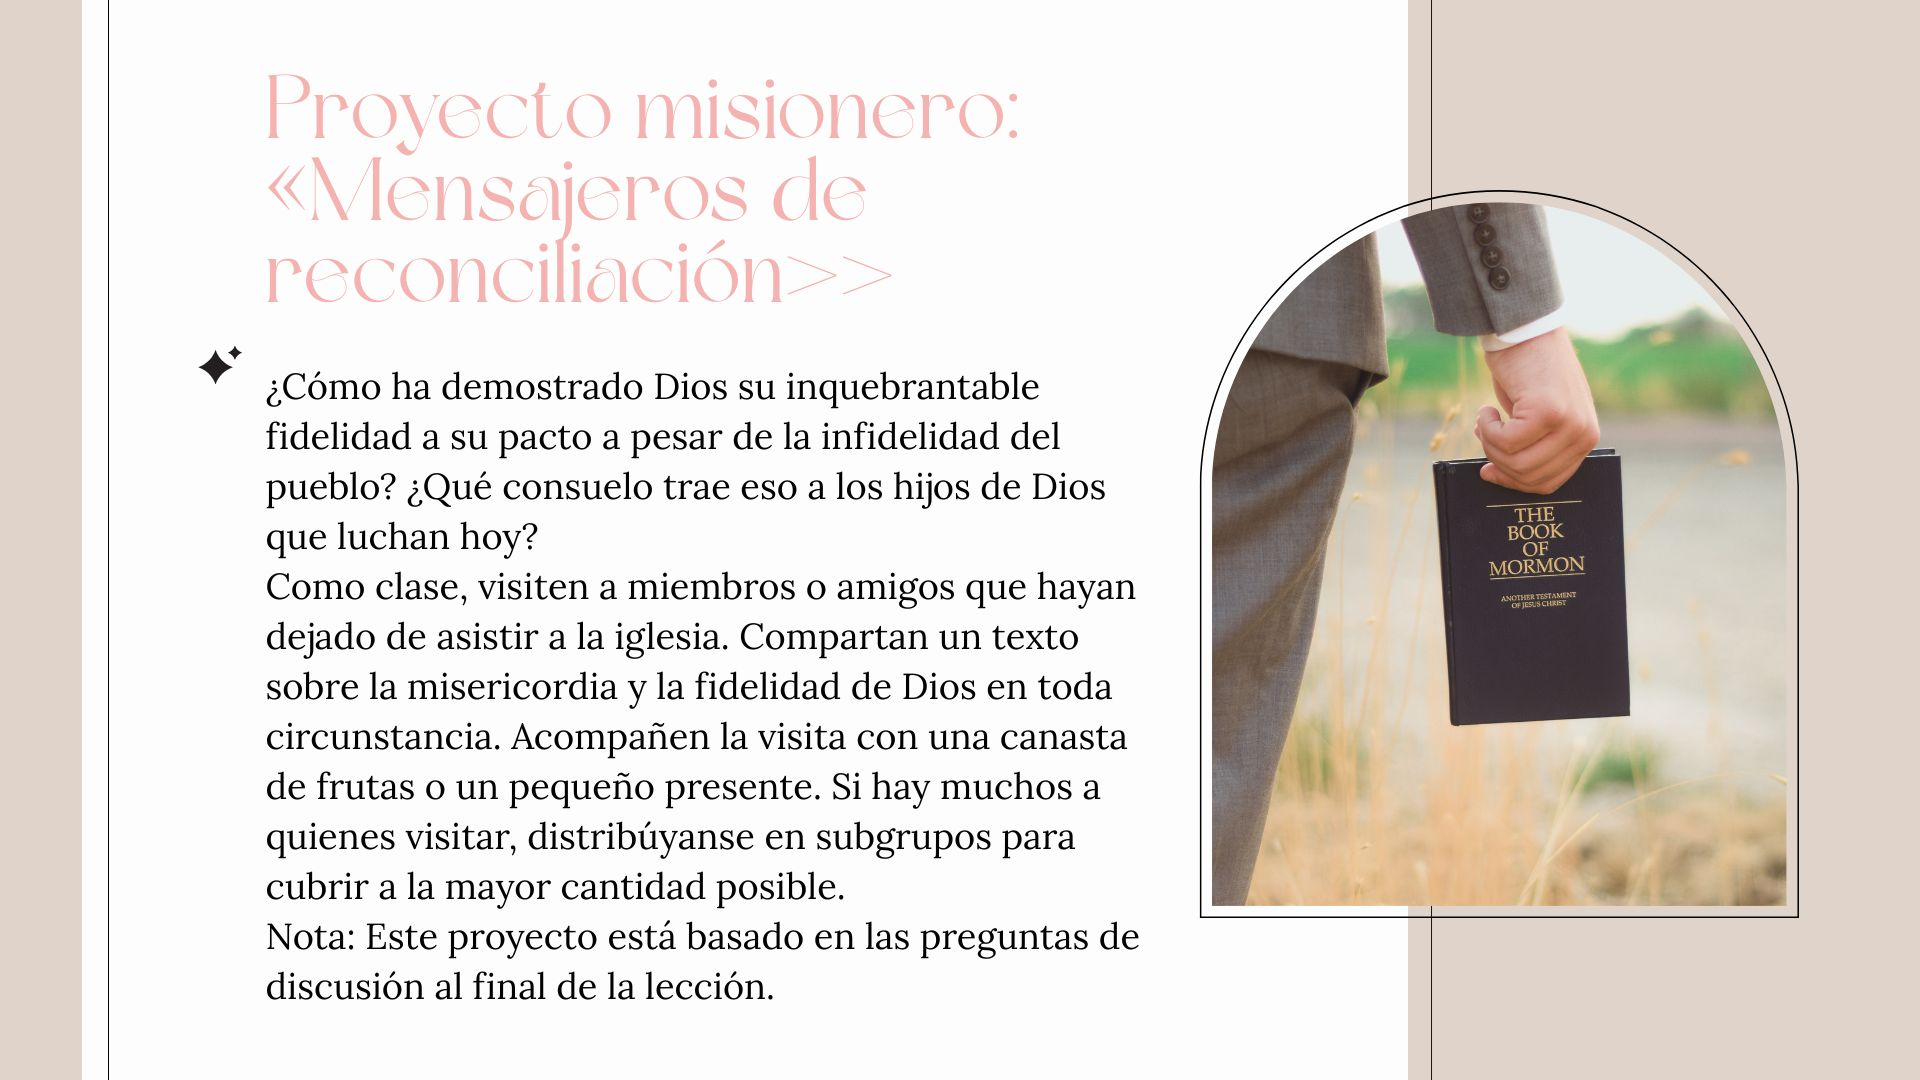 Proyecto misionero:
«Mensajeros de
reconciliación>>
¿Cómo ha demostrado Dios su inquebrantable
fidelidad a su pacto a pesar de la infidelidad del
pueblo? ¿Qué consuelo trae eso a los hijos de Dios
que luchan hoy?
Como clase, visiten a miembros o amigos que hayan
dejado de asistir a la iglesia. Compartan un texto
sobre la misericordia y la fidelidad de Dios en toda
circunstancia. Acompañen la visita con una canasta
de frutas o un pequeño presente. Si hay muchos a
quienes visitar, distribúyanse en subgrupos para
cubrir a la mayor cantidad posible.
Nota: Este proyecto está basado en las preguntas de
discusión al final de la lección.
THE
BOOK
OF
MORMON
ANOTHER TESTAMENT
OF JESUS CHRIST